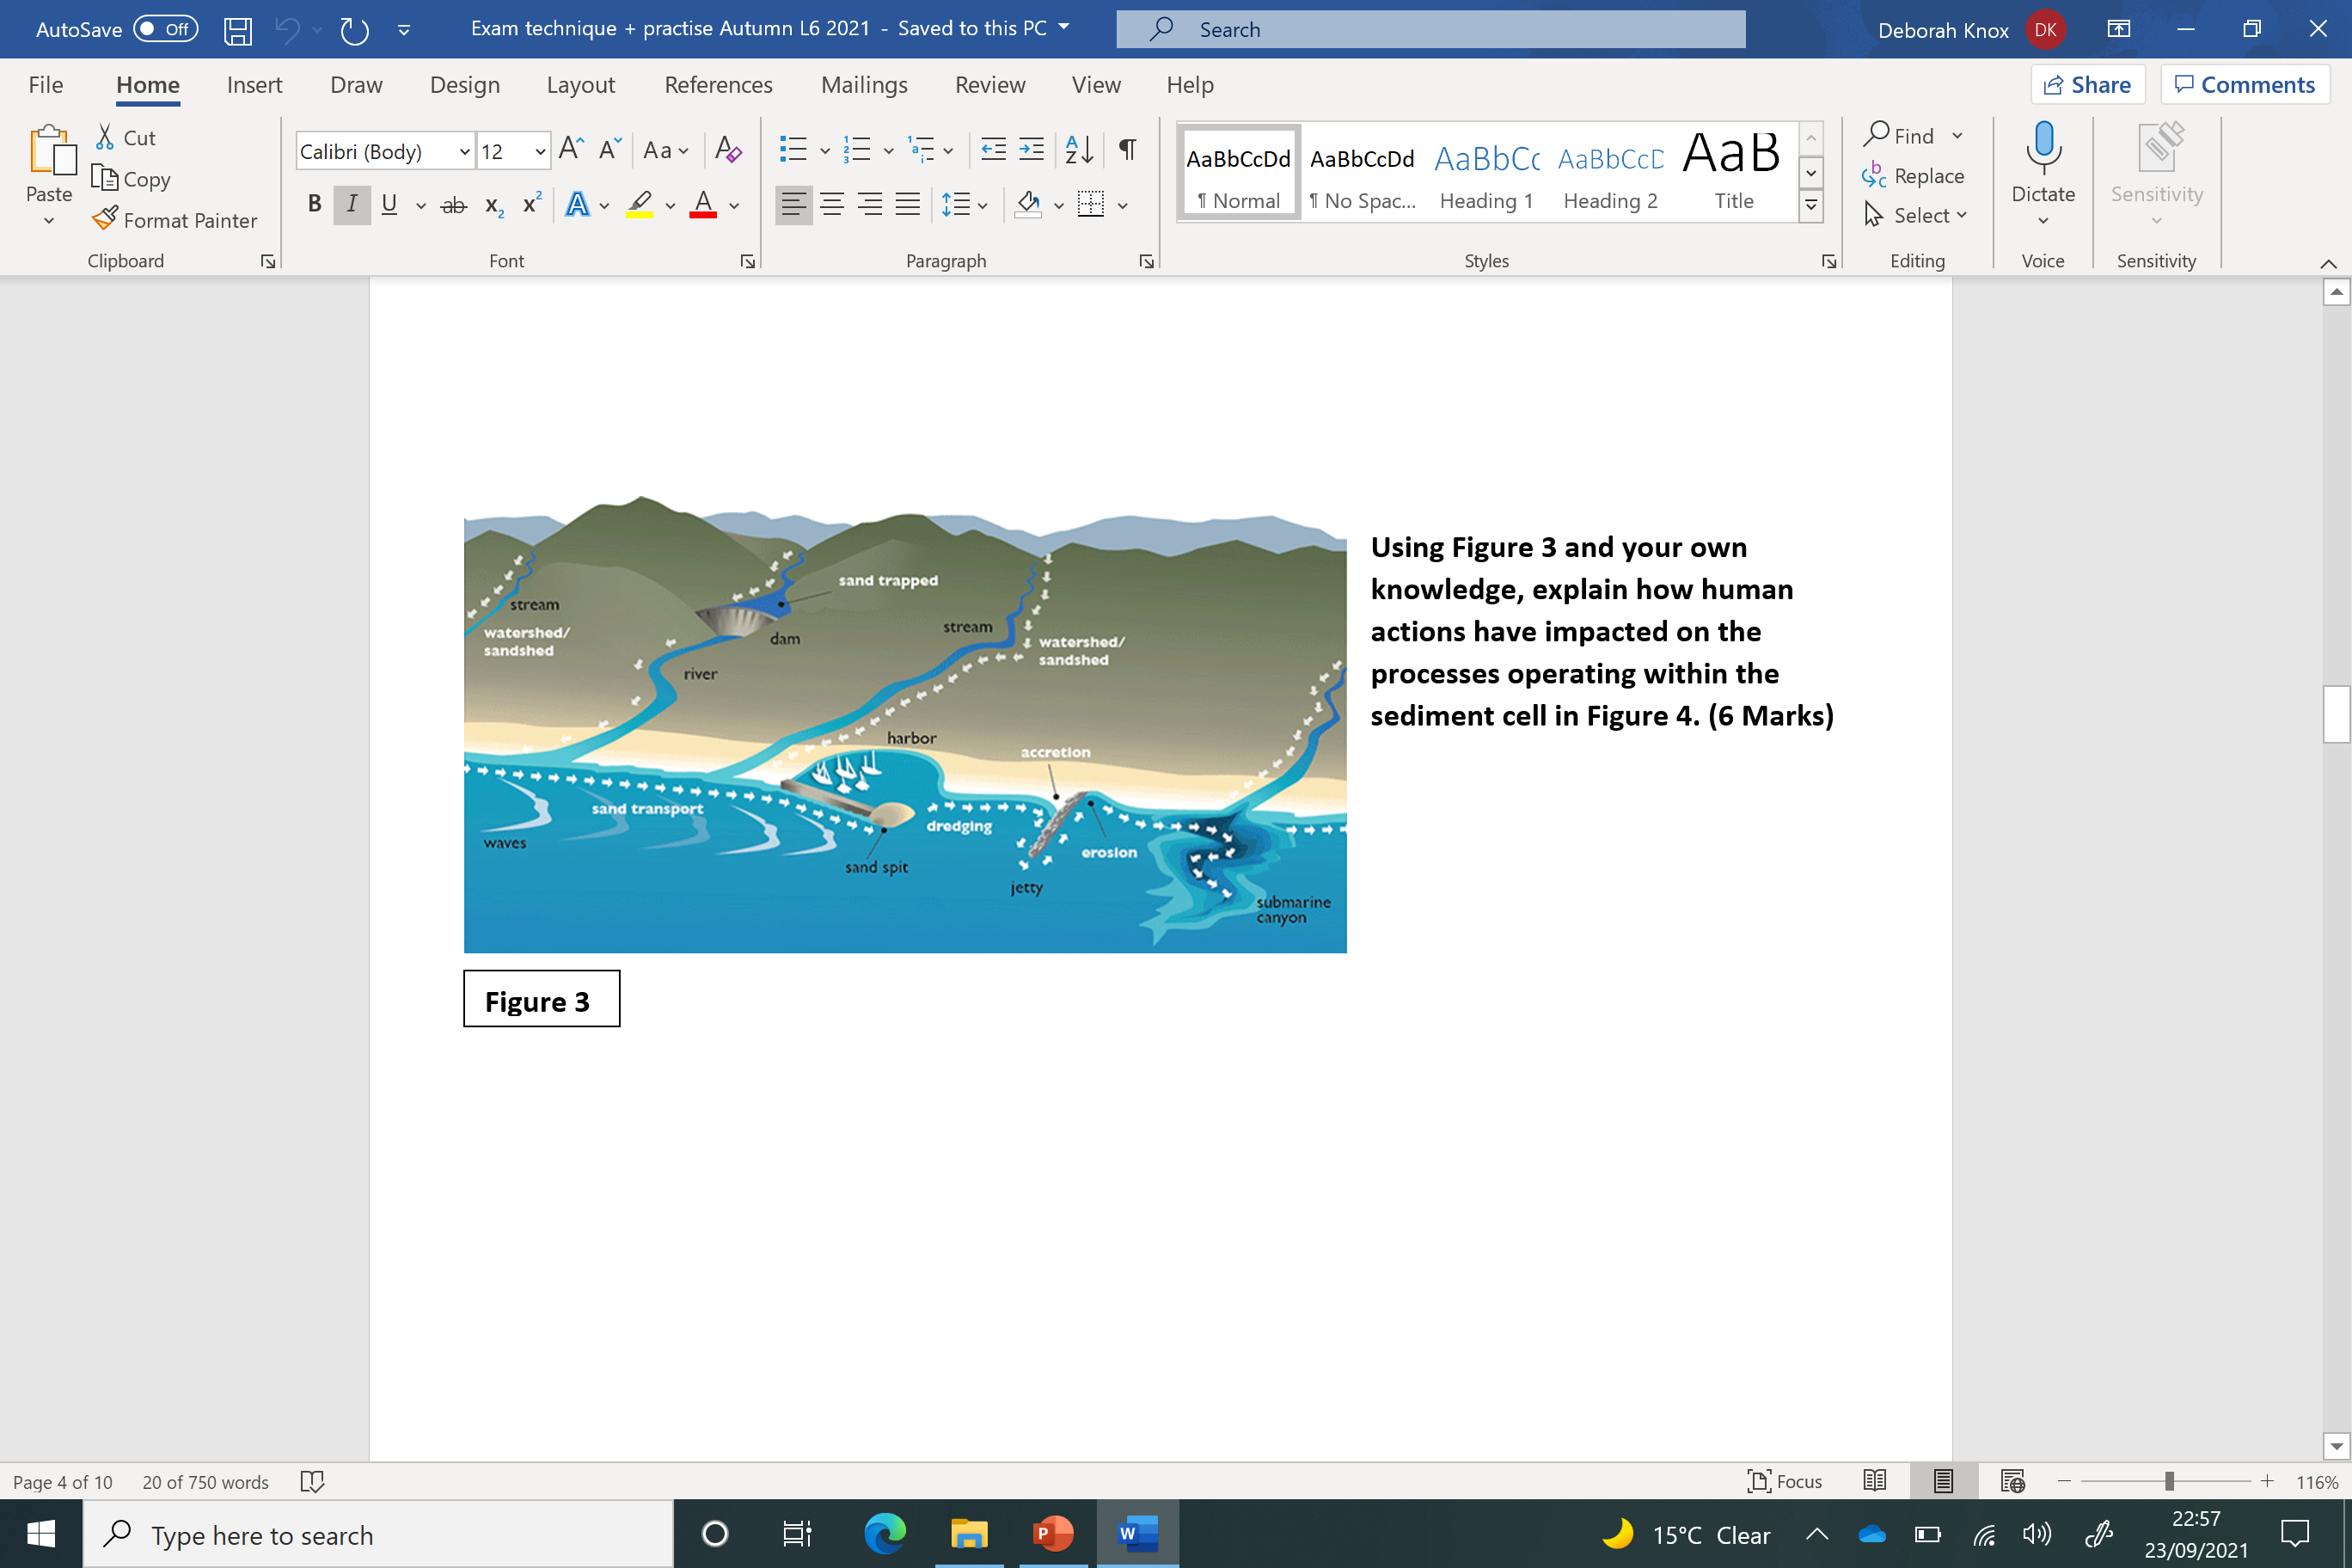 AutoSave Off
Exam technique + practise Autumn L6 2021 - Saved to this PC
Search
Deborah Knox DK
File Home Insert Draw Design Layout References Mailings Review View Help
Share Comments
Paste
Cut
Copy
Format Painter
Clipboard
Calibri (Body) 12
Font
Paragraph
AaBbCcDd AaBbCcDd AaBbCc AaBbCcD AaB
¶ Normal ¶ No Spac... Heading 1 Heading 2 Title
Styles
Find
Replace
Select
Editing
Dictate
Voice
Sensitivity
Sensitivity
sand trapped
stream
watershed/
sandshed
dam
river
stream
watershed/
sandshed
harbor
accretion
sand transport
dredging
waves
sand spit
erosion
jetty
submarine
canyon
Using Figure 3 and your own
knowledge, explain how human
actions have impacted on the
processes operating within the
sediment cell in Figure 4. (6 Marks)
Figure 3
Page 4 of 10 20 of 750 words
Focus
116%
Type here to search
15°C Clear
22:57
23/09/2021